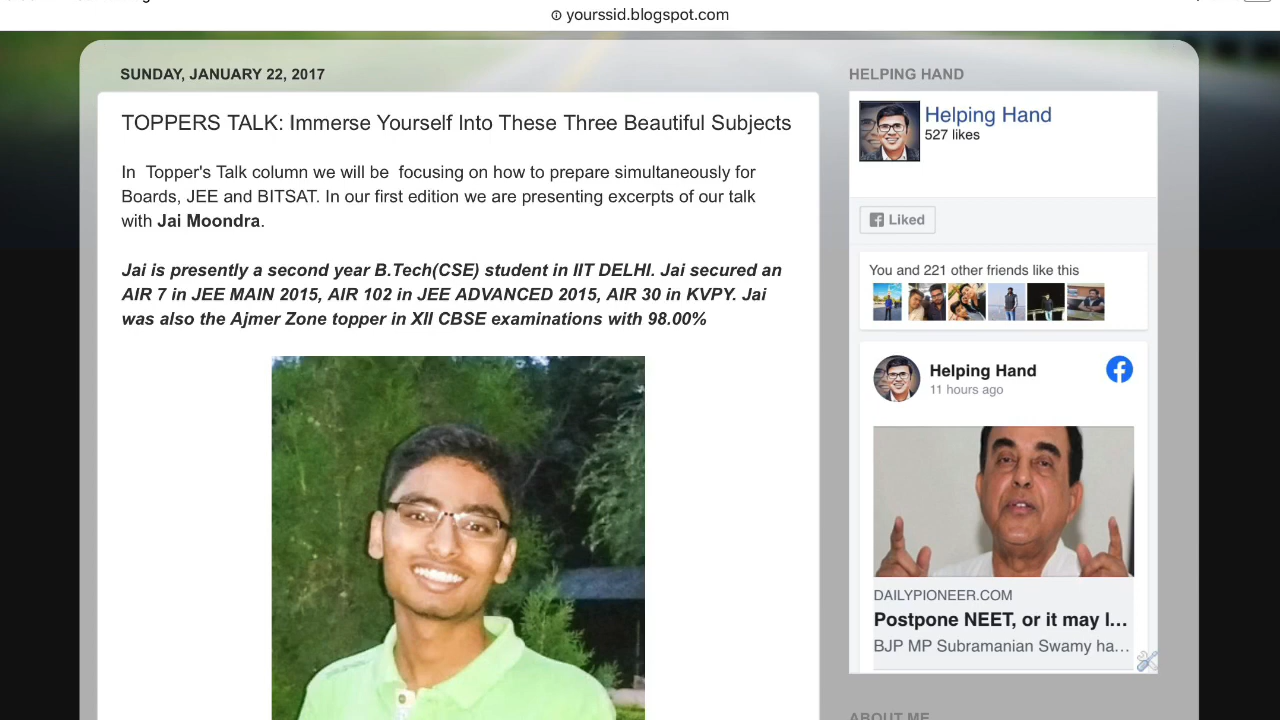 yourssid.blogspot.com
SUNDAY, JANUARY 22, 2017
TOPPERS TALK: Immerse Yourself Into These Three Beautiful Subjects
In  Topper's Talk column we will be  focusing on how to prepare simultaneously for
Boards, JEE and BITSAT. In our first edition we are presenting excerpts of our talk
with Jai Moondra.
Jai is presently a second year B.Tech(CSE) student in IIT DELHI. Jai secured an
AIR 7 in JEE MAIN 2015, AIR 102 in JEE ADVANCED 2015, AIR 30 in KVPY. Jai
was also the Ajmer Zone topper in XII CBSE examinations with 98.00%
HELPING HAND
Helping Hand
527 likes
Liked
You and 221 other friends like this
Helping Hand
11 hours ago
DAILYPIONEER.COM
Postpone NEET, or it may l...
BJP MP Subramanian Swamy ha...
ABOUT ME